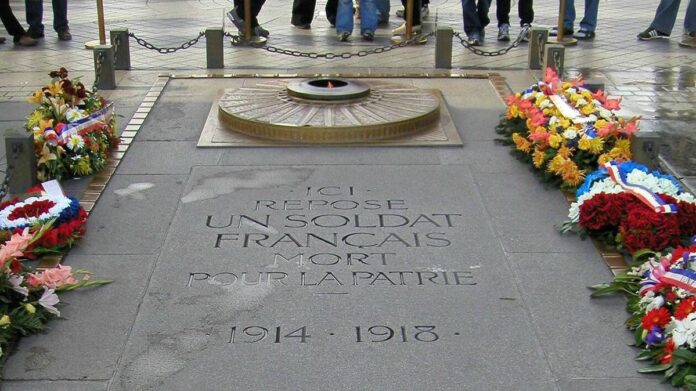 ICI
REPOSE
UN SOLDAT
FRANÇAIS
MORT
POUR LA PATRIE
1914 · 1918 ·